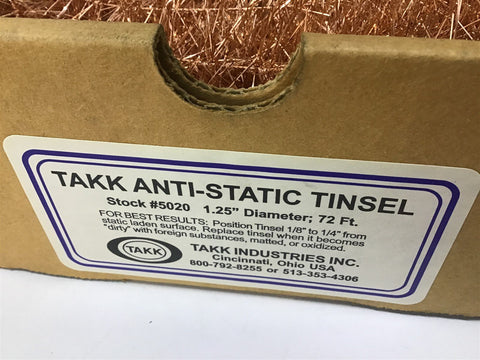 TAKK ANTI-STATIC TINSEL
Stock #5020 1.25" Diameter; 72 Ft.
FOR BEST RESULTS: Position Tinsel 1/8" to 1/4" from
static laden surface. Replace tinsel when it becomes
"dirty" with foreign substances, matted, or oxidized.
TAKK
TAKK INDUSTRIES INC.
Cincinnati, Ohio USA
800-792-8255 or 513-353-4306